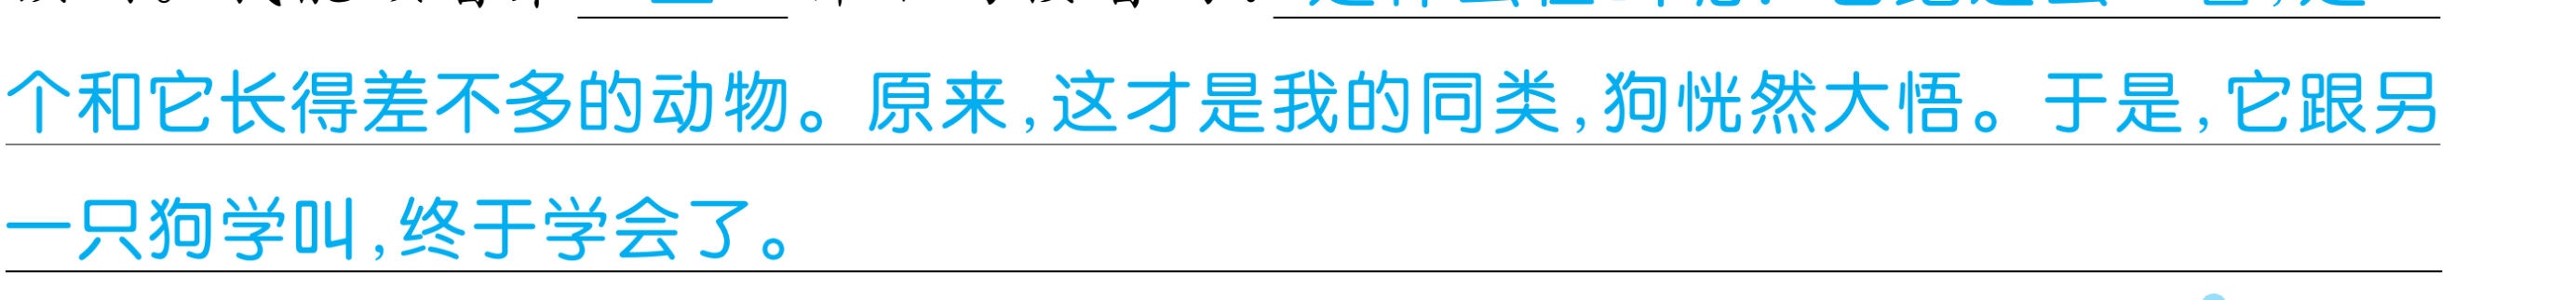 个和它长得差不多的动物。原来,这才是我的同类,狗恍然大悟。于是,它跟另
一只狗学叫,终于学会了。